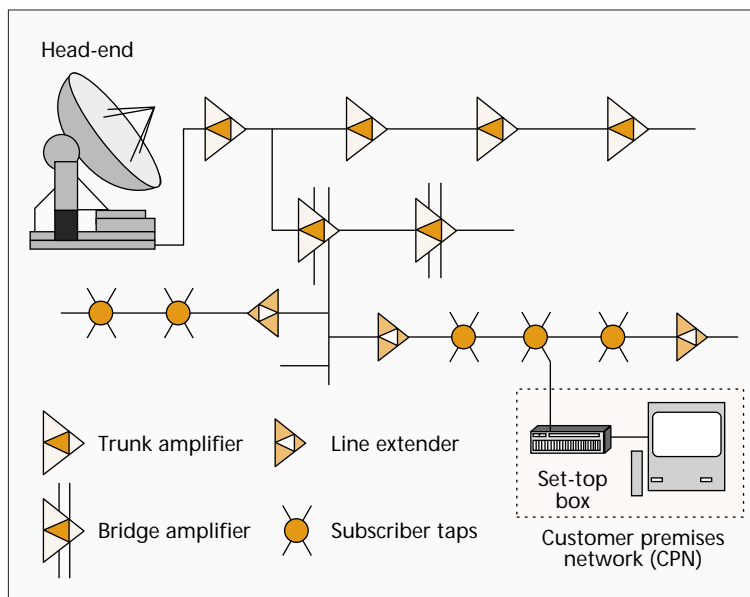 Head-end
Trunk amplifier
Line extender
Bridge amplifier
Subscriber taps
Set-top
box
Customer premises
network (CPN)